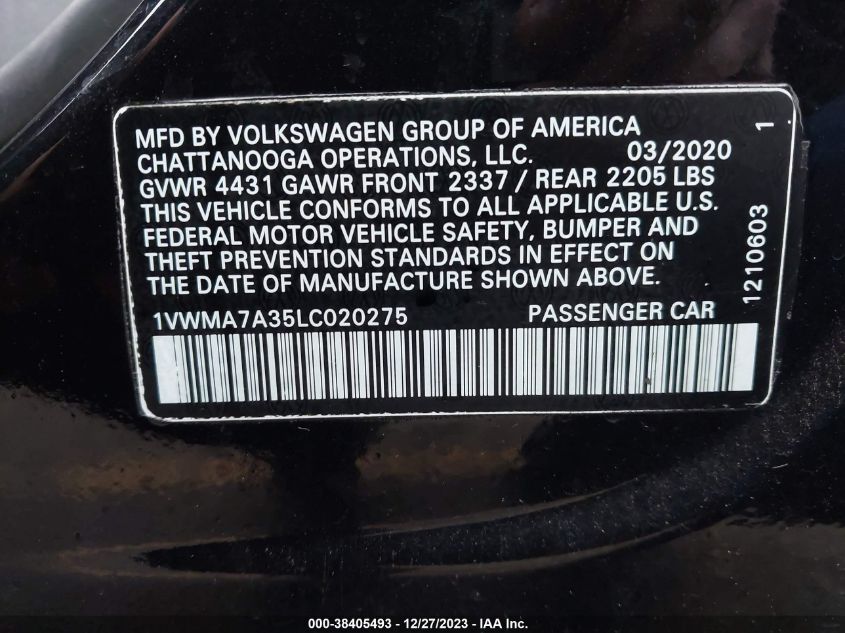 MFD BY VOLKSWAGEN GROUP OF AMERICA
CHATTANOOGA OPERATIONS, LLC. 03/2020
GVWR 4431 GAWR FRONT 2337 / REAR 2205 LBS
THIS VEHICLE CONFORMS TO ALL APPLICABLE U.S.
FEDERAL MOTOR VEHICLE SAFETY, BUMPER AND
THEFT PREVENTION STANDARDS IN EFFECT ON
THE DATE OF MANUFACTURE SHOWN ABOVE.
1VWMA7A35LC020275 PASSENGER CAR
1210603 1
000-38405493 - 12/27/2023 - IAA Inc.